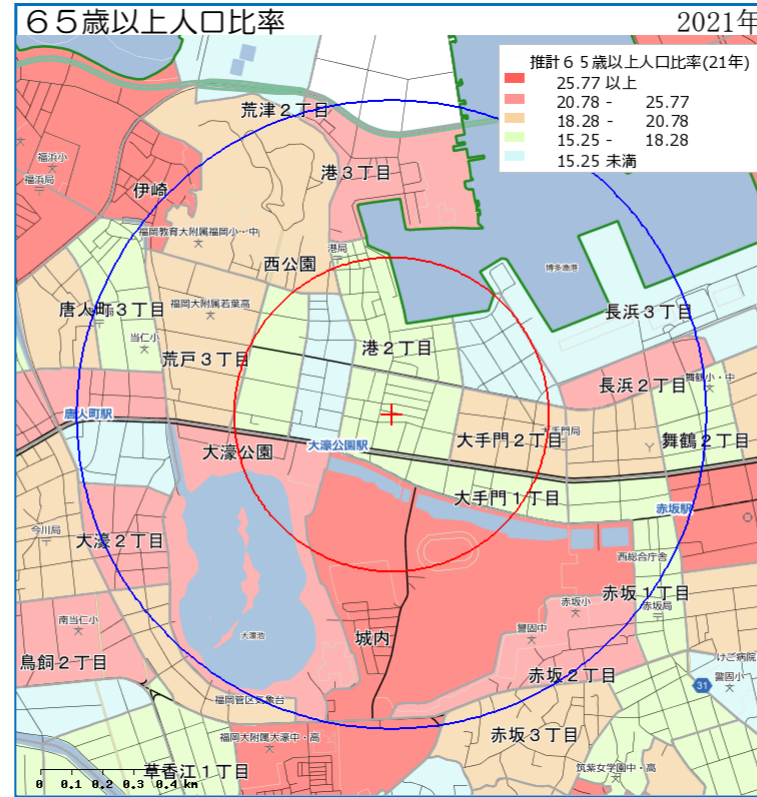 ６５歳以上人口比率
2021年
推計６５歳以上人口比率(21年)
25.77 以上
20.78 - 25.77
18.28 - 20.78
15.25 - 18.28
15.25 未満
荒津２丁目
福浜小
福浜局
伊崎
港３丁目
福岡教育大附属福岡小・中
港局
西公園
博多漁港
唐人町３丁目
福岡大附属若葉高
長浜３丁目
当仁小
荒戸３丁目
港２丁目
長浜２丁目
舞鶴小・中
唐人町駅
大濠公園
大濠公園駅
大手門２丁目
大手門局
舞鶴２丁目
大手門１丁目
赤坂駅
今川局
大濠２丁目
西総合庁舎
赤坂１丁目
赤坂小
赤坂局
南当仁小
大濠池
城内
警固中
鳥飼２丁目
赤坂２丁目
けご病院
警固小
31
福岡管区気象台
福岡大附属大濠中・高
赤坂３丁目
草香江１丁目
筑紫女学園中・高
0 0.1 0.2 0.3 0.4 km